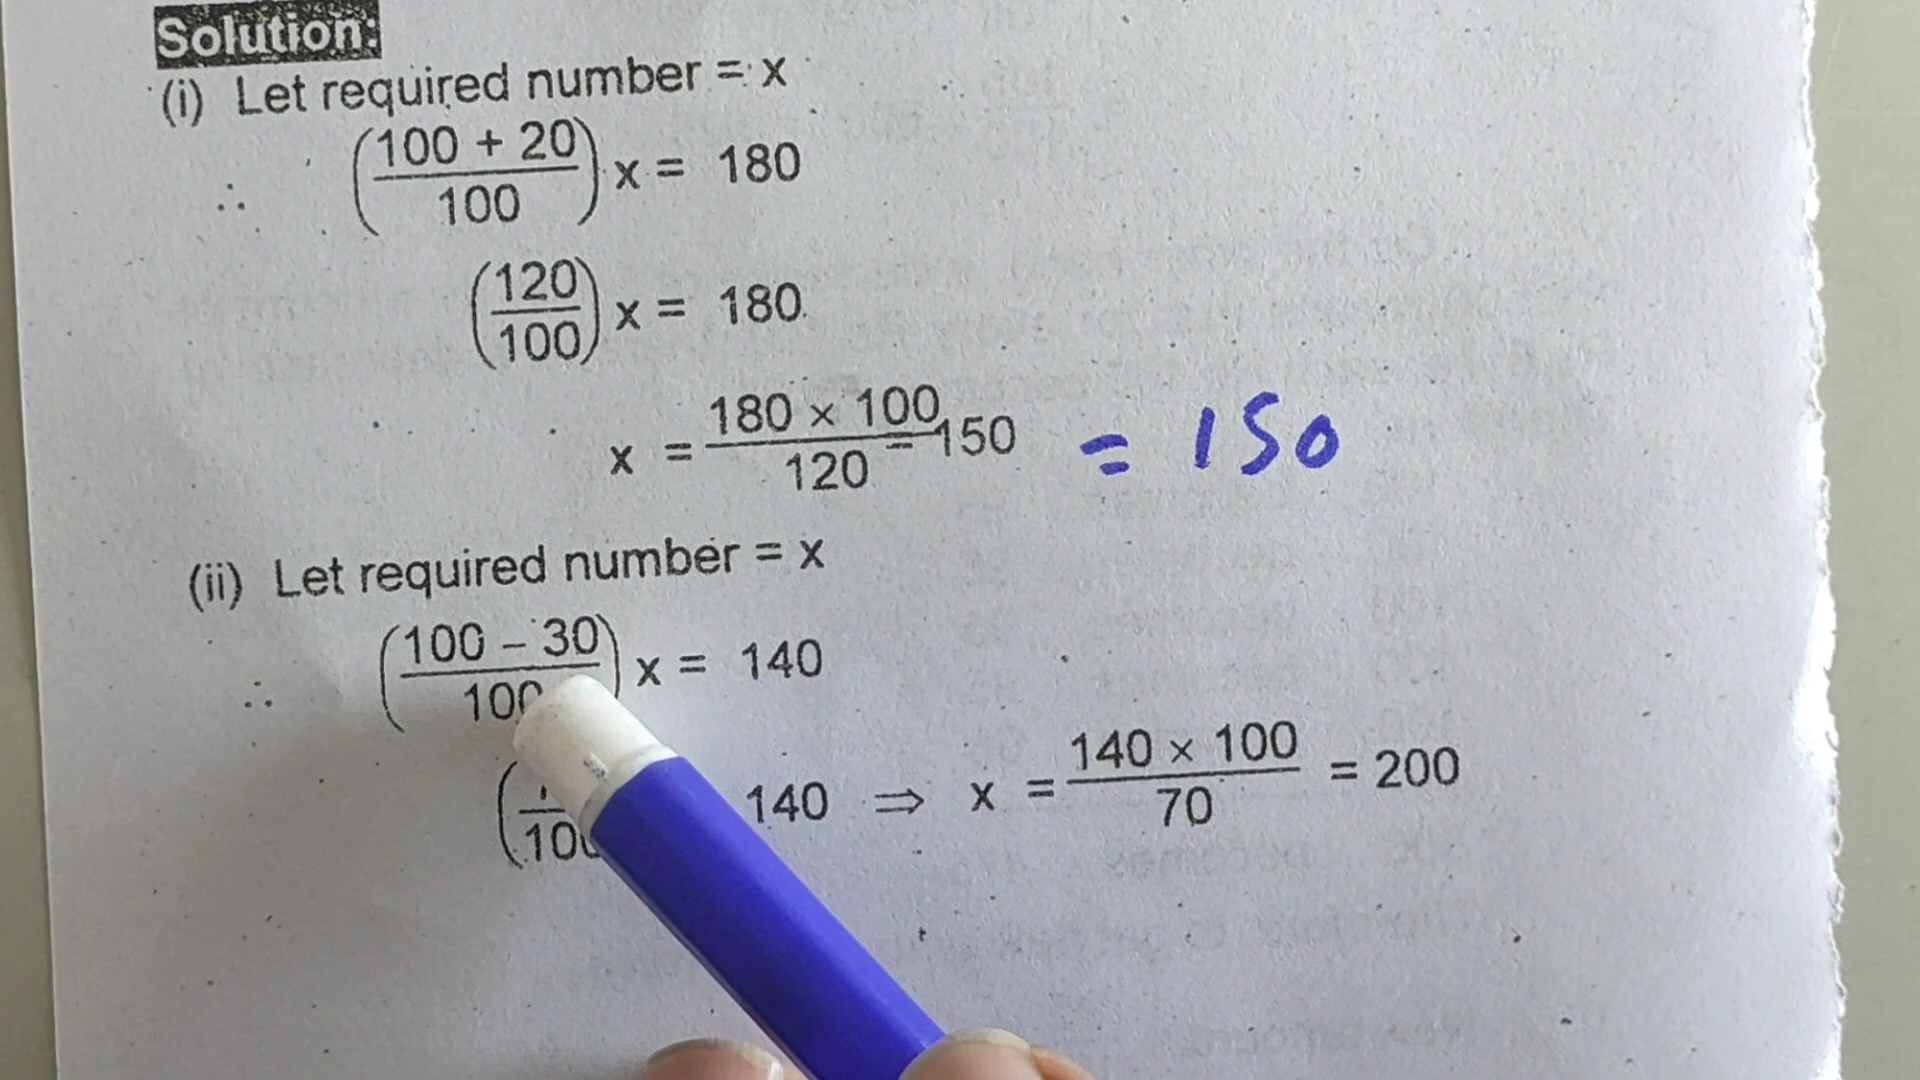 Solution:
(i) Let required number = x
∴ (100 + 20 / 100) x = 180
(120 / 100) x = 180
x = 180 × 100 / 120 = 150 = 150
(ii) Let required number = x
∴ (100 – 30 / 100) x = 140
140 ⇒ x = 140 × 100 / 70 = 200